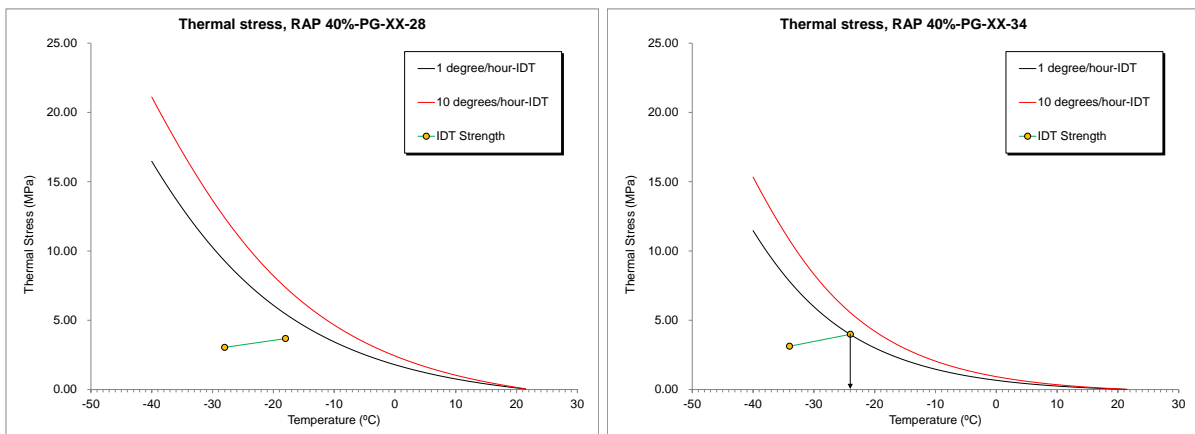 Thermal stress, RAP 40%-PG-XX-28
25.00
20.00
15.00
10.00
5.00
0.00
Thermal Stress (MPa)
1 degree/hour-IDT
10 degrees/hour-IDT
IDT Strength
-50 -40 -30 -20 -10 0 10 20 30
Temperature (ºC)
Thermal stress, RAP 40%-PG-XX-34
25.00
20.00
15.00
10.00
5.00
0.00
Thermal Stress (MPa)
1 degree/hour-IDT
10 degrees/hour-IDT
IDT Strength
-50 -40 -30 -20 -10 0 10 20 30
Temperature (ºC)